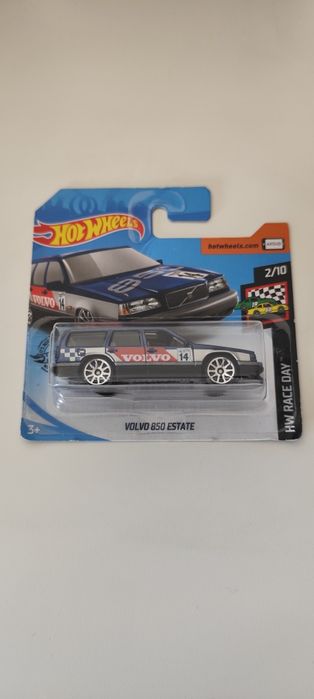 HOT WHEELS
hotwheels.com
2/10
VOLVO
14
VOLVO
14
VOLVO 850 ESTATE
3+
HW RACE DAY